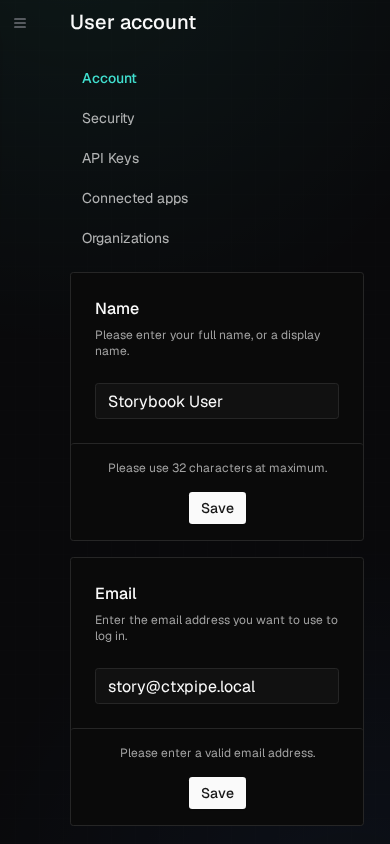 User account
Account
Security
API Keys
Connected apps
Organizations
Name
Please enter your full name, or a display
name.
Storybook User
Please use 32 characters at maximum.
Save
Email
Enter the email address you want to use to
log in.
story@ctxpipe.local
Please enter a valid email address.
Save